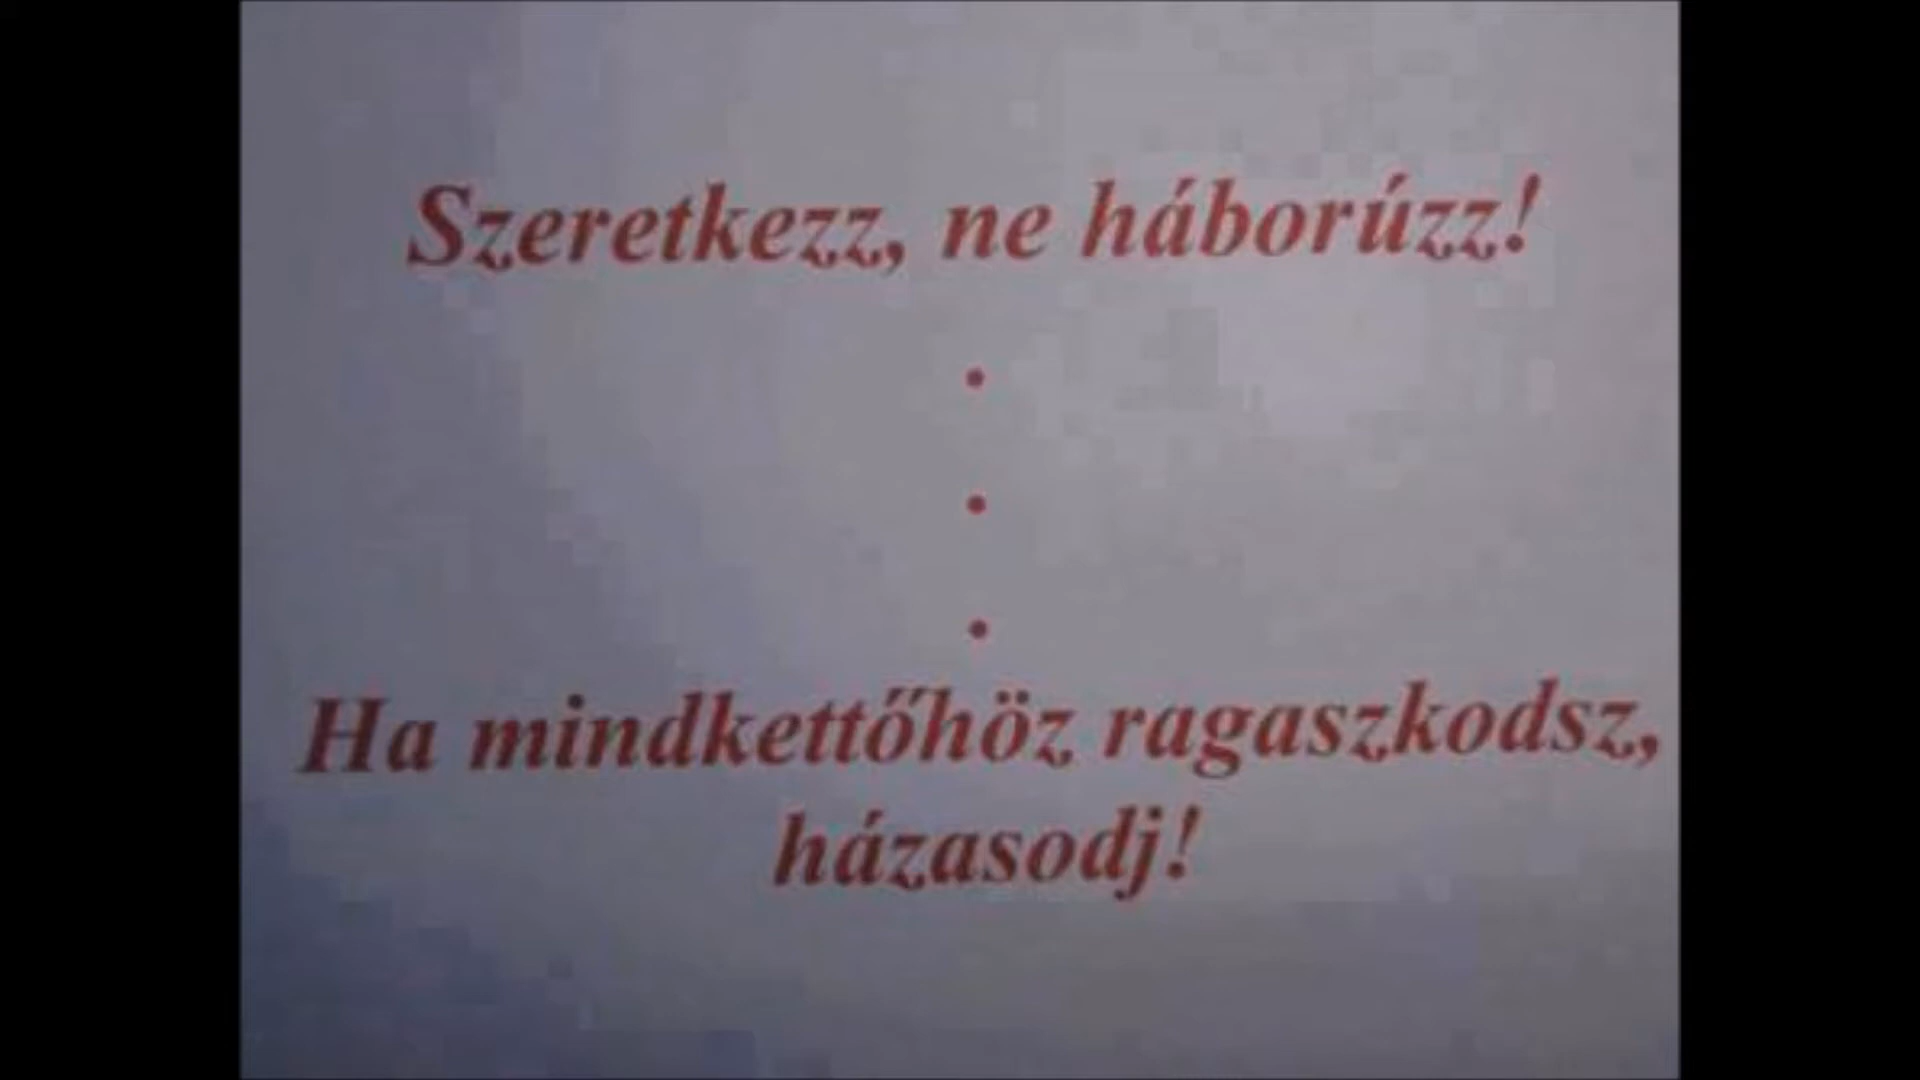 Szeretkezz, ne háborúzz!
.
.
.
Ha mindkettőhöz ragaszkodsz,
házasodj!